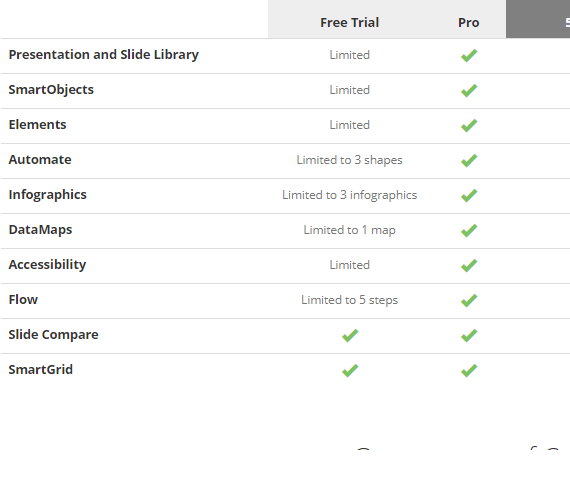 Free Trial Pro
Presentation and Slide Library Limited
SmartObjects Limited
Elements Limited
Automate Limited to 3 shapes
Infographics Limited to 3 infographics
DataMaps Limited to 1 map
Accessibility Limited
Flow Limited to 5 steps
Slide Compare
SmartGrid